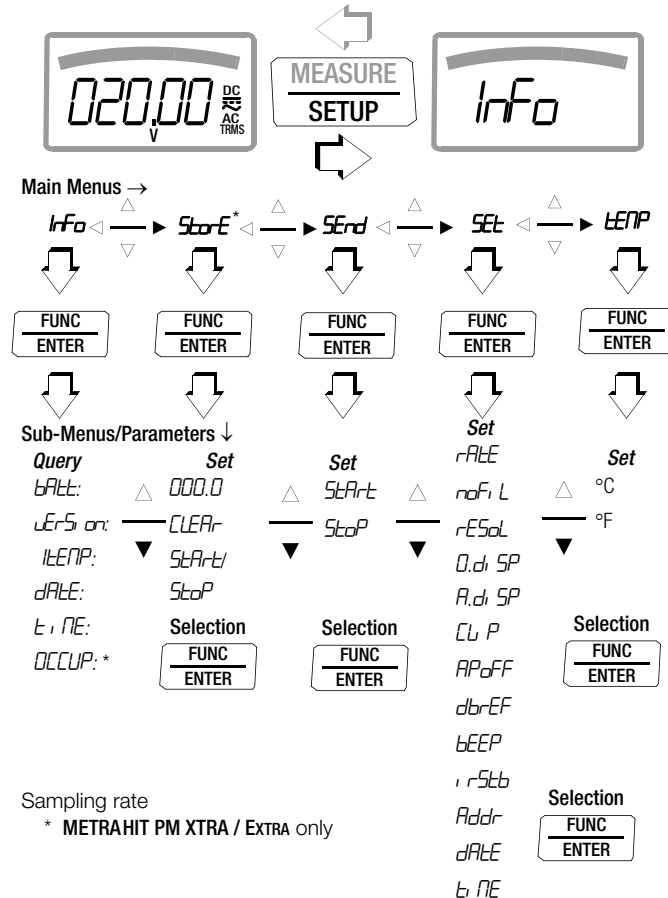 020.00
V
DC
AC
TRMS
MEASURE
SETUP
InFo
Main Menus →
InFo StorE* SEnd SEt tEMP
FUNC FUNC FUNC FUNC FUNC
ENTER ENTER ENTER ENTER ENTER
Sub-Menus/Parameters ↓
Query Set Set Set Set
bAtt:
vErSion:
1tEMP:
dAtE:
tiME:
OCCUP: *
000.0
CLEAr
StArt/
StoP
Selection
FUNC
ENTER
StArt
StoP
Selection
FUNC
ENTER
rAtE
noFiL
rESoL
0.diSP
A.diSP
CLiP
APoFF
dbrEF
bEEP
irStb
Addr
dAtE
tiME
Selection
FUNC
ENTER
°C
°F
Selection
FUNC
ENTER
Sampling rate
* METRAHIT PM XTRA / EXTRA only